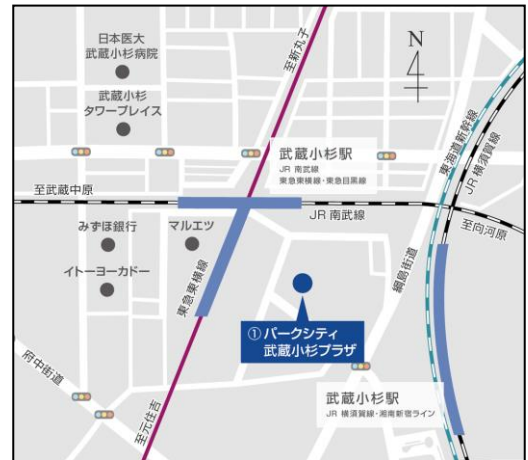 日本医大
武蔵小杉病院
武蔵小杉
タワープレイス
至新丸子
N
武蔵小杉駅
JR 南武線
東急東横線・東急目黒線
東海道新幹線
JR 横須賀線
至武蔵中原
JR 南武線
至向河原
みずほ銀行
マルエツ
イトーヨーカドー
東急東横線
綱島街道
① パークシティ
武蔵小杉プラザ
府中街道
武蔵小杉駅
JR 横須賀線・湘南新宿ライン
至元住吉